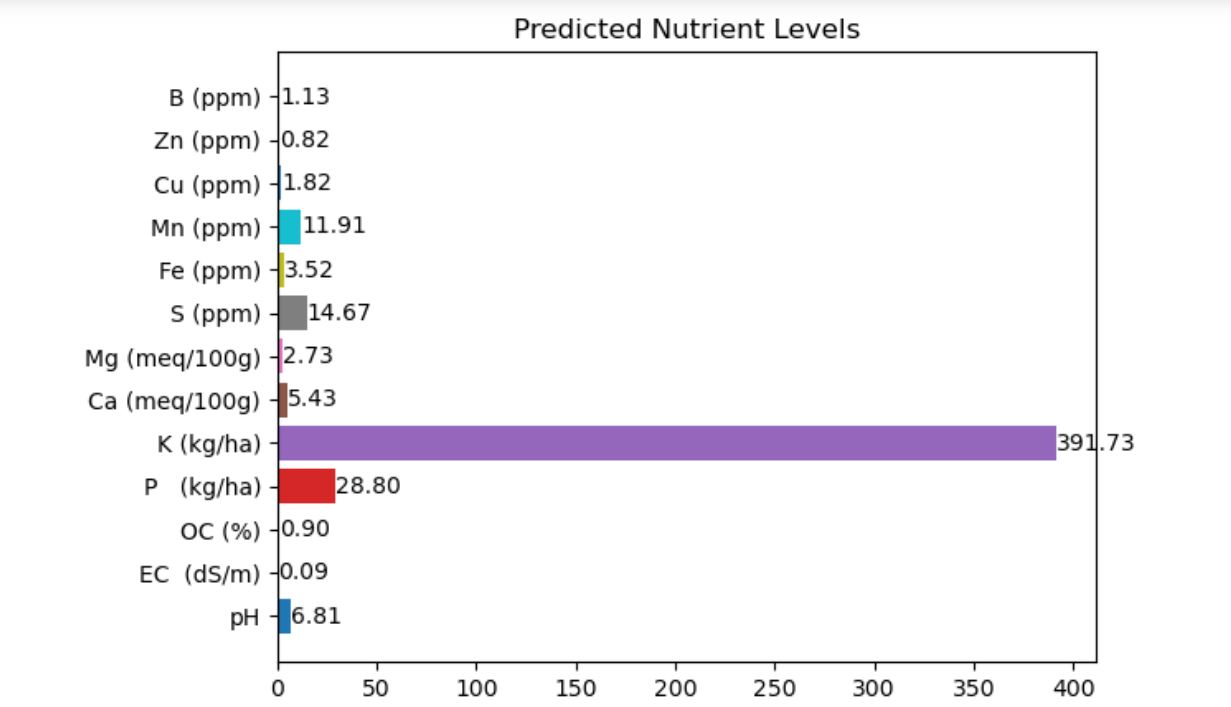 Predicted Nutrient Levels
B (ppm) 1.13
Zn (ppm) 0.82
Cu (ppm) 1.82
Mn (ppm) 11.91
Fe (ppm) 3.52
S (ppm) 14.67
Mg (meq/100g) 2.73
Ca (meq/100g) 5.43
K (kg/ha) 391.73
P   (kg/ha) 28.80
OC (%) 0.90
EC  (dS/m) 0.09
pH 6.81
0 50 100 150 200 250 300 350 400